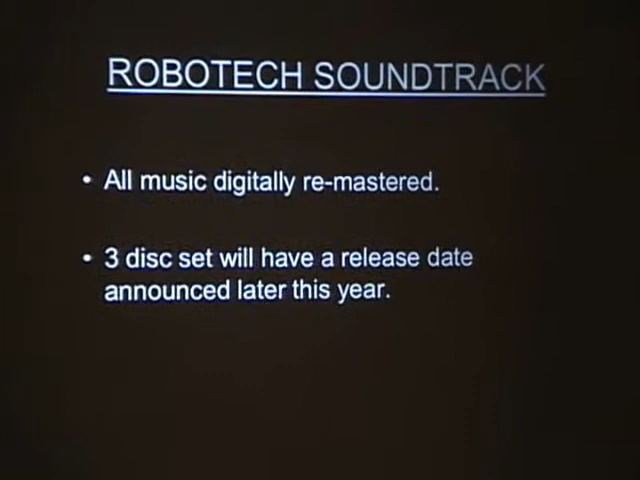 ROBOTECH SOUNDTRACK
• All music digitally re-mastered.
• 3 disc set will have a release date
announced later this year.